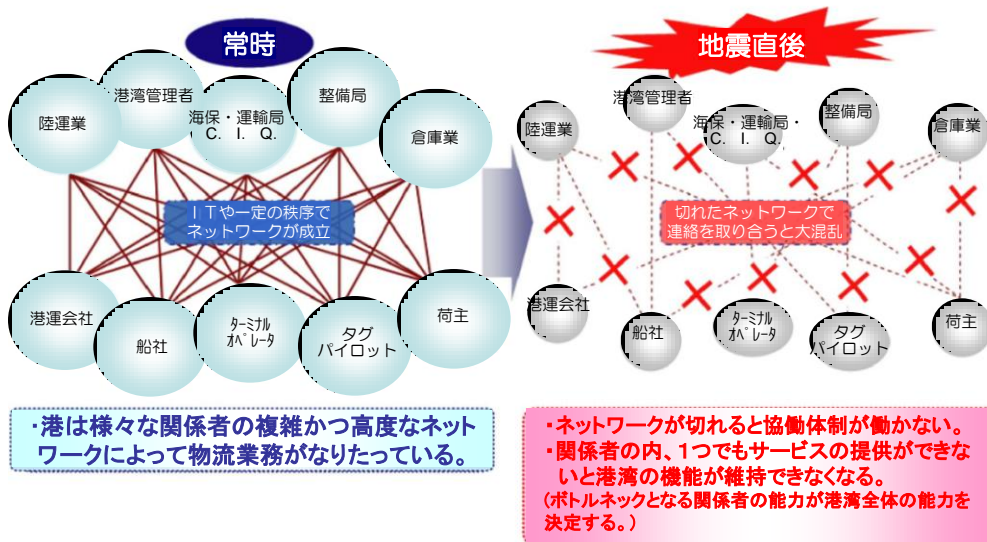 常時
港湾管理者
整備局
陸運業
海保・運輸局
C. I. Q.
倉庫業
ＩＴや一定の秩序で
ネットワークが成立
港運会社
船社
ﾀｰﾐﾅﾙ
ｵﾍﾟﾚｰﾀ
タグ
パイロット
荷主
・港は様々な関係者の複雑かつ高度なネット
ワークによって物流業務がなりたっている。
地震直後
港湾管理者
整備局
陸運業
海保・運輸局・
C. I. Q.
倉庫業
切れたネットワークで
連絡を取り合うと大混乱
港運会社
船社
ﾀｰﾐﾅﾙ
ｵﾍﾟﾚｰﾀ
タグ
パイロット
荷主
・ネットワークが切れると協働体制が働かない。
・関係者の内、１つでもサービスの提供ができな
いと港湾の機能が維持できなくなる。
(ボトルネックとなる関係者の能力が港湾全体の能力を
決定する。)